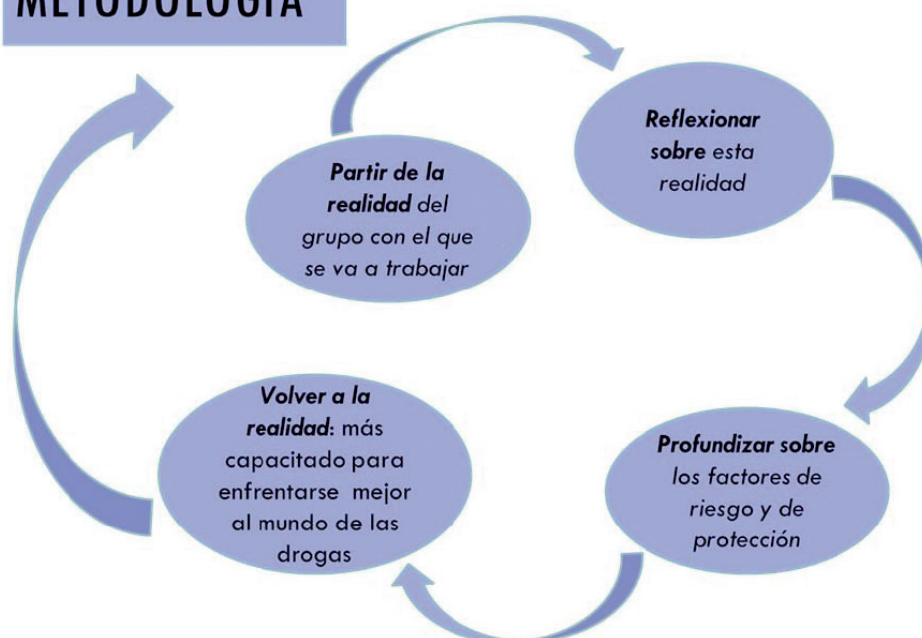 METODOLOGÍA
Partir de la
realidad del
grupo con el que
se va a trabajar
Reflexionar
sobre esta
realidad
Profundizar sobre
los factores de
riesgo y de
protección
Volver a la
realidad: más
capacitado para
enfrentarse mejor
al mundo de las
drogas